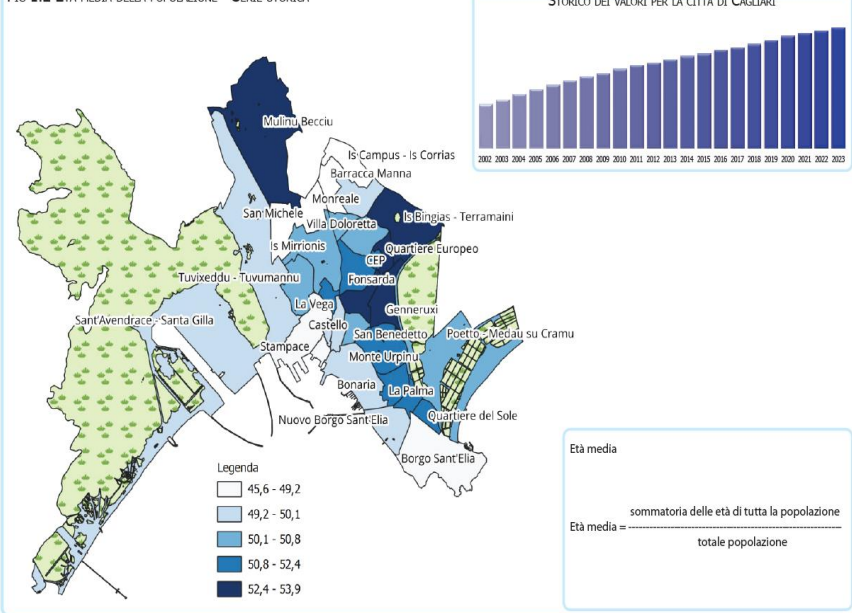 STORICO DEI VALORI PER LA CITTÀ DI CAGLIARI
2002 2003 2004 2005 2006 2007 2008 2009 2010 2011 2012 2013 2014 2015 2016 2017 2018 2019 2020 2021 2022 2023
Mulinu Becciu
Is Campus - Is Corrias
Barracca Manna
Monreale
San Michele
Villa Doloretta
Is Bingias - Terramaini
Is Mirrionis
Quartiere Europeo
CEP
Tuvixeddu - Tuvumannu
Fonsarda
La Vega
Genneruxi
Sant'Avendrace - Santa Gilla
Castello
San Benedetto
Poetto - Medau su Cramu
Stampace
Monte Urpinu
Bonaria
La Palma
Nuovo Borgo Sant'Elia
Quartiere del Sole
Borgo Sant'Elia
Legenda
45,6 - 49,2
49,2 - 50,1
50,1 - 50,8
50,8 - 52,4
52,4 - 53,9
Età media
sommatoria delle età di tutta la popolazione
Età media = ----------------------------------------
totale popolazione